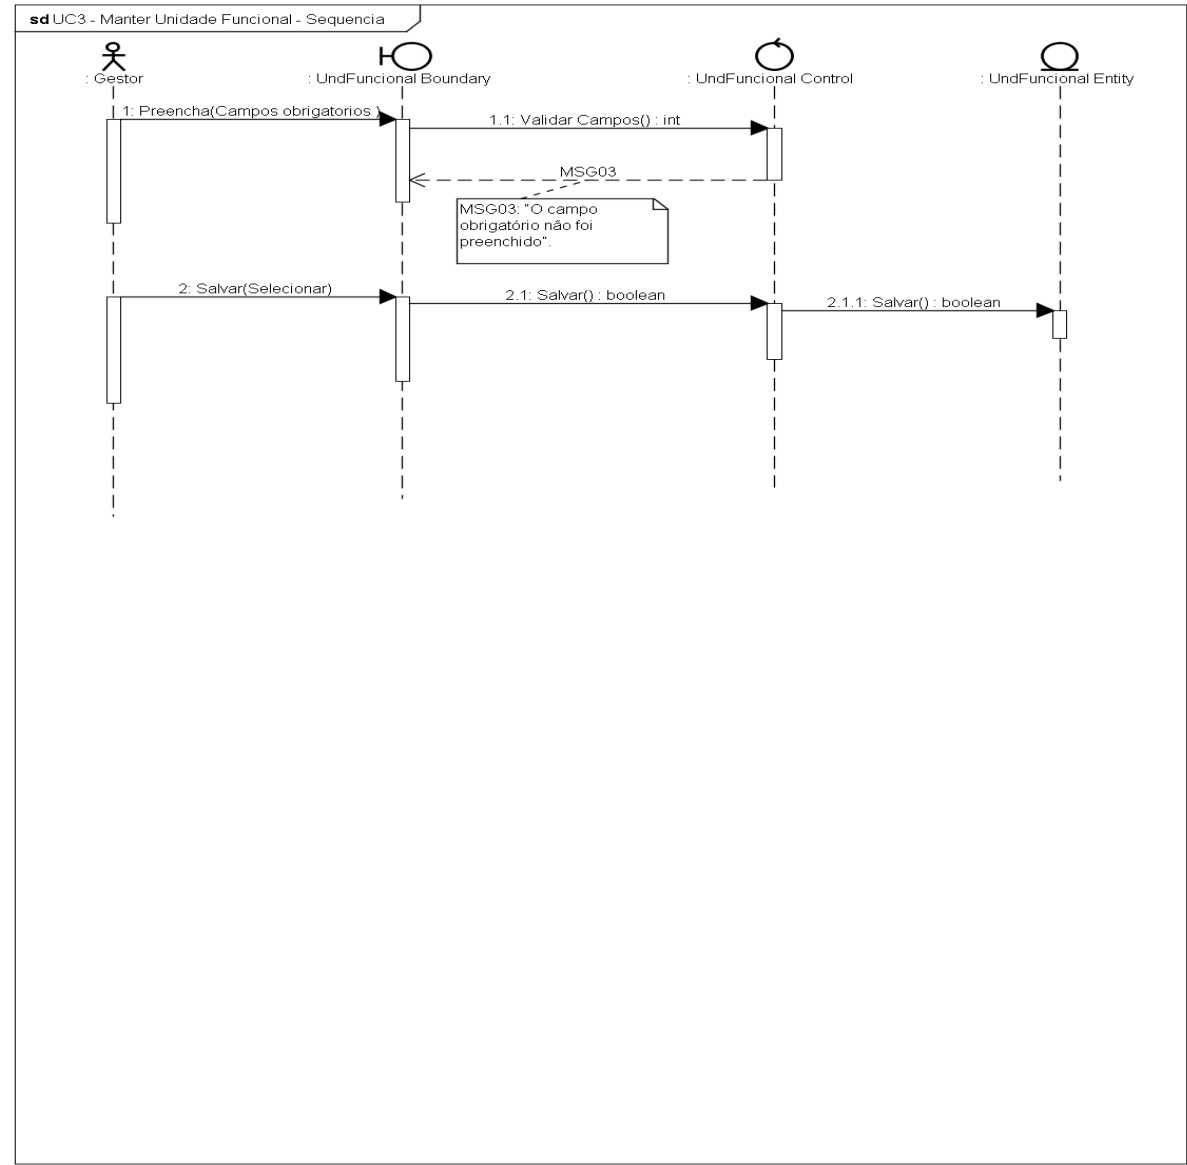 sd UC3 - Manter Unidade Funcional - Sequencia
: Gestor
: UndFuncional Boundary
: UndFuncional Control
: UndFuncional Entity
1: Preencha(Campos obrigatorios )
1.1: Validar Campos() : int
MSG03
MSG03: "O campo
obrigatório não foi
preenchido".
2: Salvar(Selecionar)
2.1: Salvar() : boolean
2.1.1: Salvar() : boolean